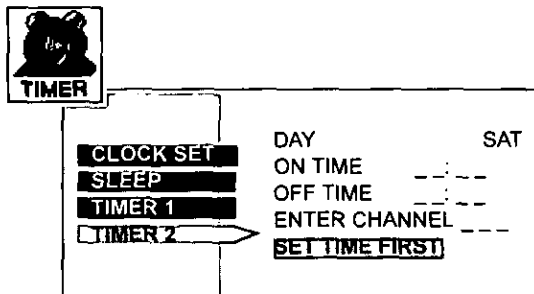 TIMER
CLOCK SET
SLEEP
TIMER 1
TIMER 2
DAY SAT
ON TIME _ _:_ _
OFF TIME _ _:_ _
ENTER CHANNEL _ _ _
SET TIME FIRST